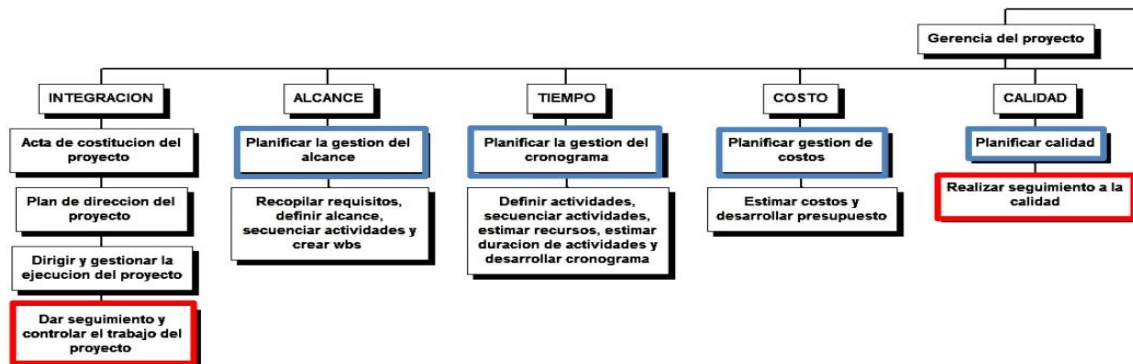 Gerencia del proyecto
INTEGRACION
ALCANCE
TIEMPO
COSTO
CALIDAD
Acta de costitucion del
proyecto
Plan de direccion del
proyecto
Dirigir y gestionar la
ejecucion del proyecto
Dar seguimiento y
controlar el trabajo del
proyecto
Planificar la gestion del
alcance
Recopilar requisitos,
definir alcance,
secuenciar actividades y
crear wbs
Planificar la gestion del
cronograma
Definir actividades,
secuenciar actividades,
estimar recursos, estimar
duracion de actividades y
desarrollar cronograma
Planificar gestion de
costos
Estimar costos y
desarrollar presupuesto
Planificar calidad
Realizar seguimiento a la
calidad